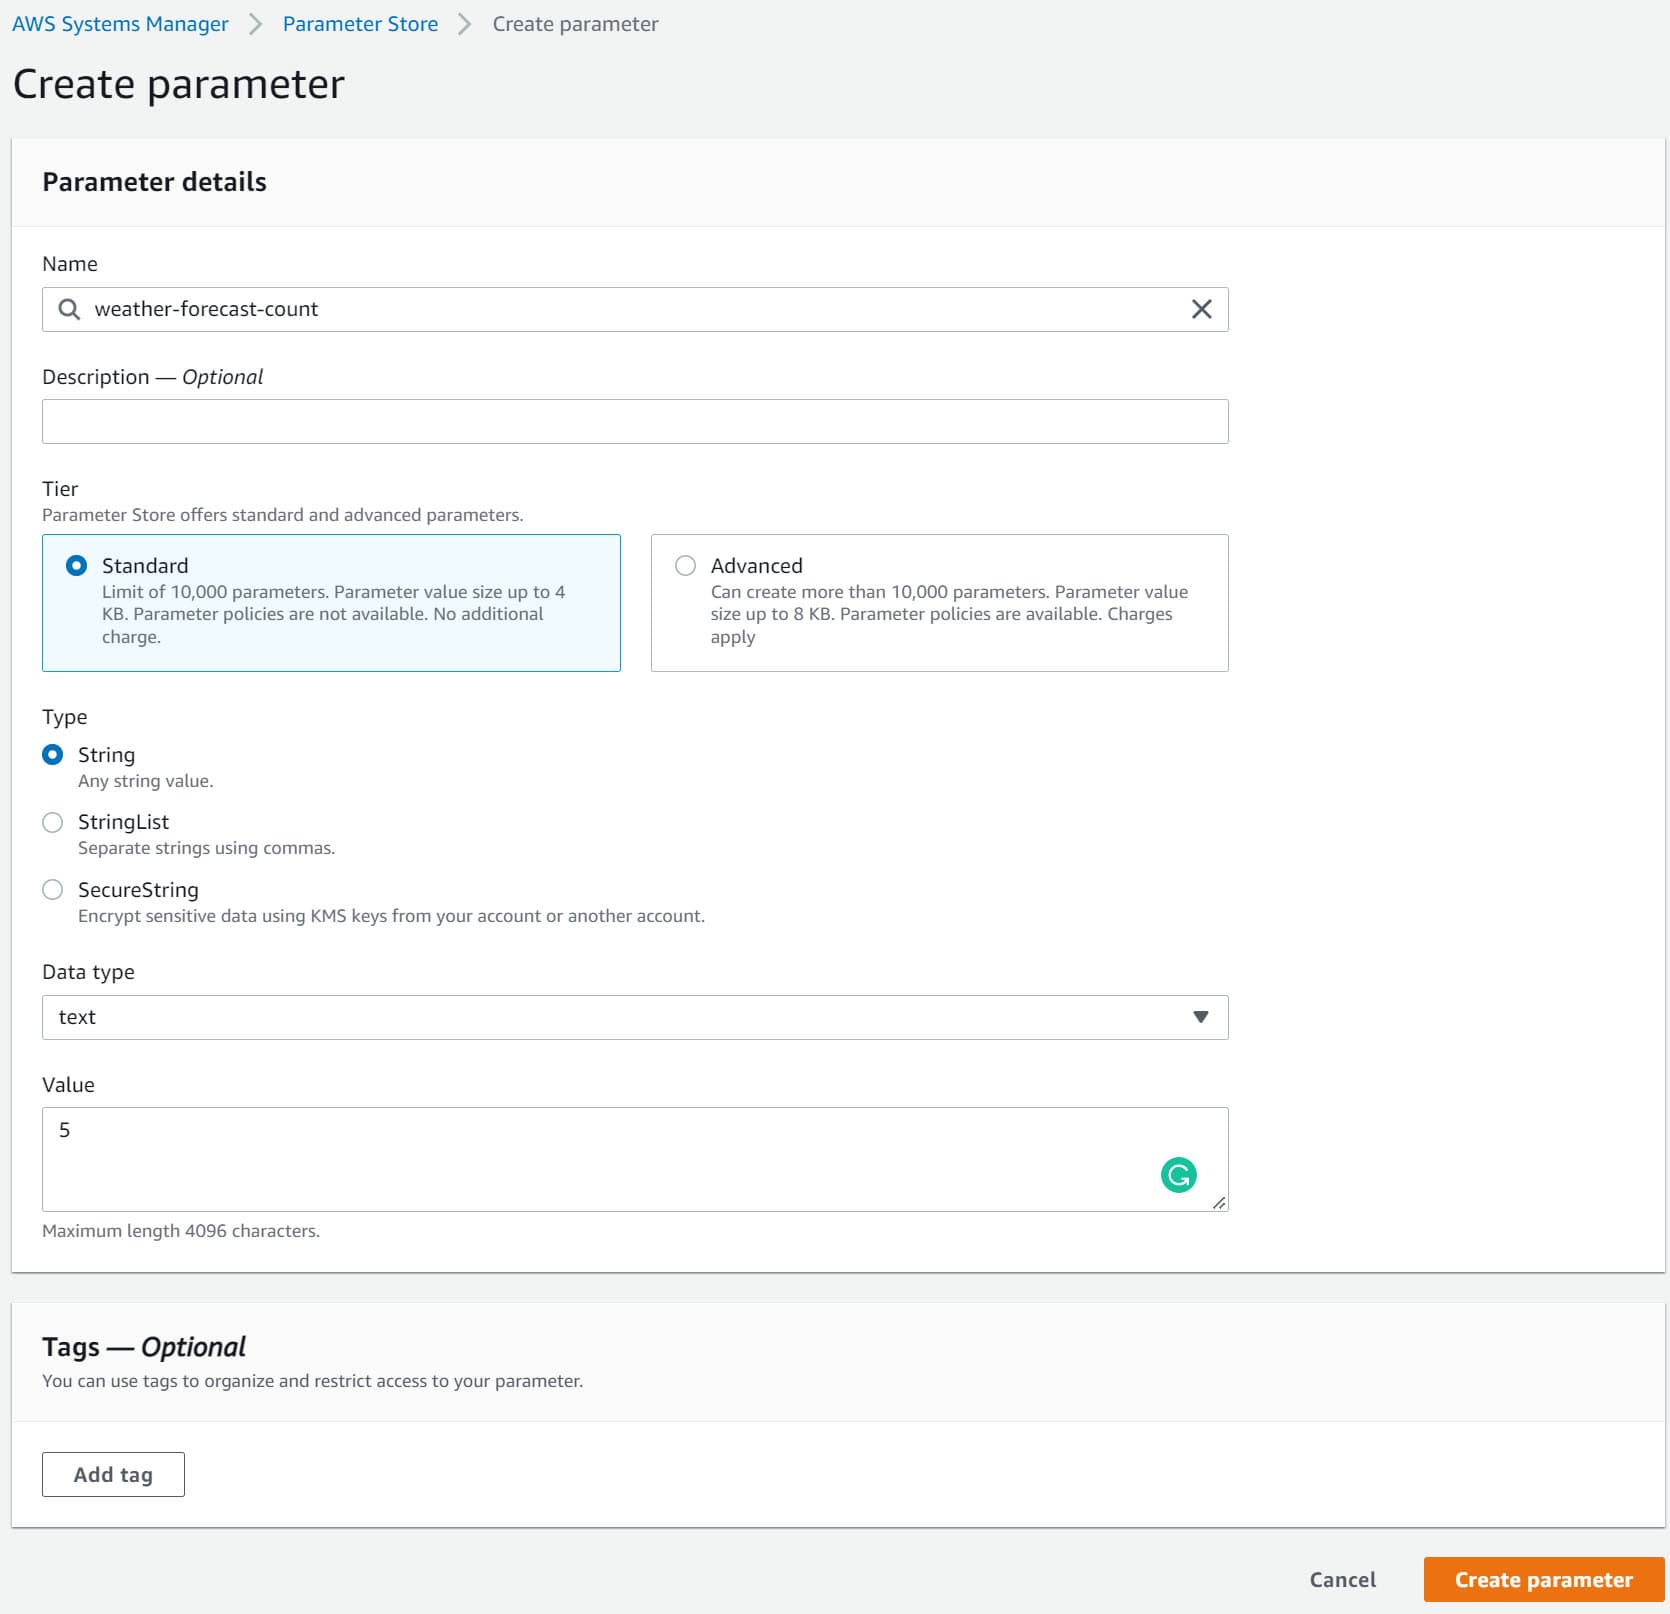 AWS Systems Manager > Parameter Store > Create parameter
Create parameter
Parameter details
Name
weather-forecast-count
Description — Optional
Tier
Parameter Store offers standard and advanced parameters.
Standard
Limit of 10,000 parameters. Parameter value size up to 4
KB. Parameter policies are not available. No additional
charge.
Advanced
Can create more than 10,000 parameters. Parameter value
size up to 8 KB. Parameter policies are available. Charges
apply
Type
String
Any string value.
StringList
Separate strings using commas.
SecureString
Encrypt sensitive data using KMS keys from your account or another account.
Data type
text
Value
5
Maximum length 4096 characters.
Tags — Optional
You can use tags to organize and restrict access to your parameter.
Add tag
Cancel
Create parameter